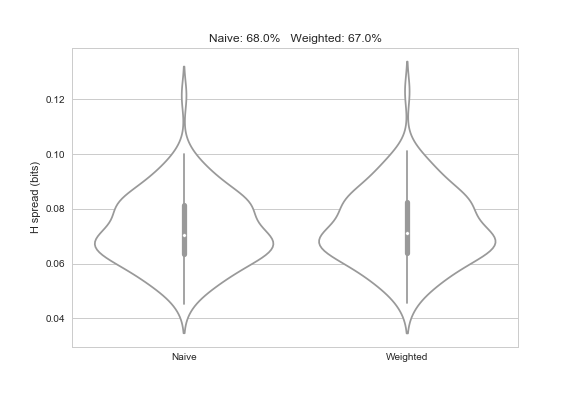 Naive: 68.0%   Weighted: 67.0%
H spread (bits)
0.12
0.10
0.08
0.06
0.04
Naive
Weighted